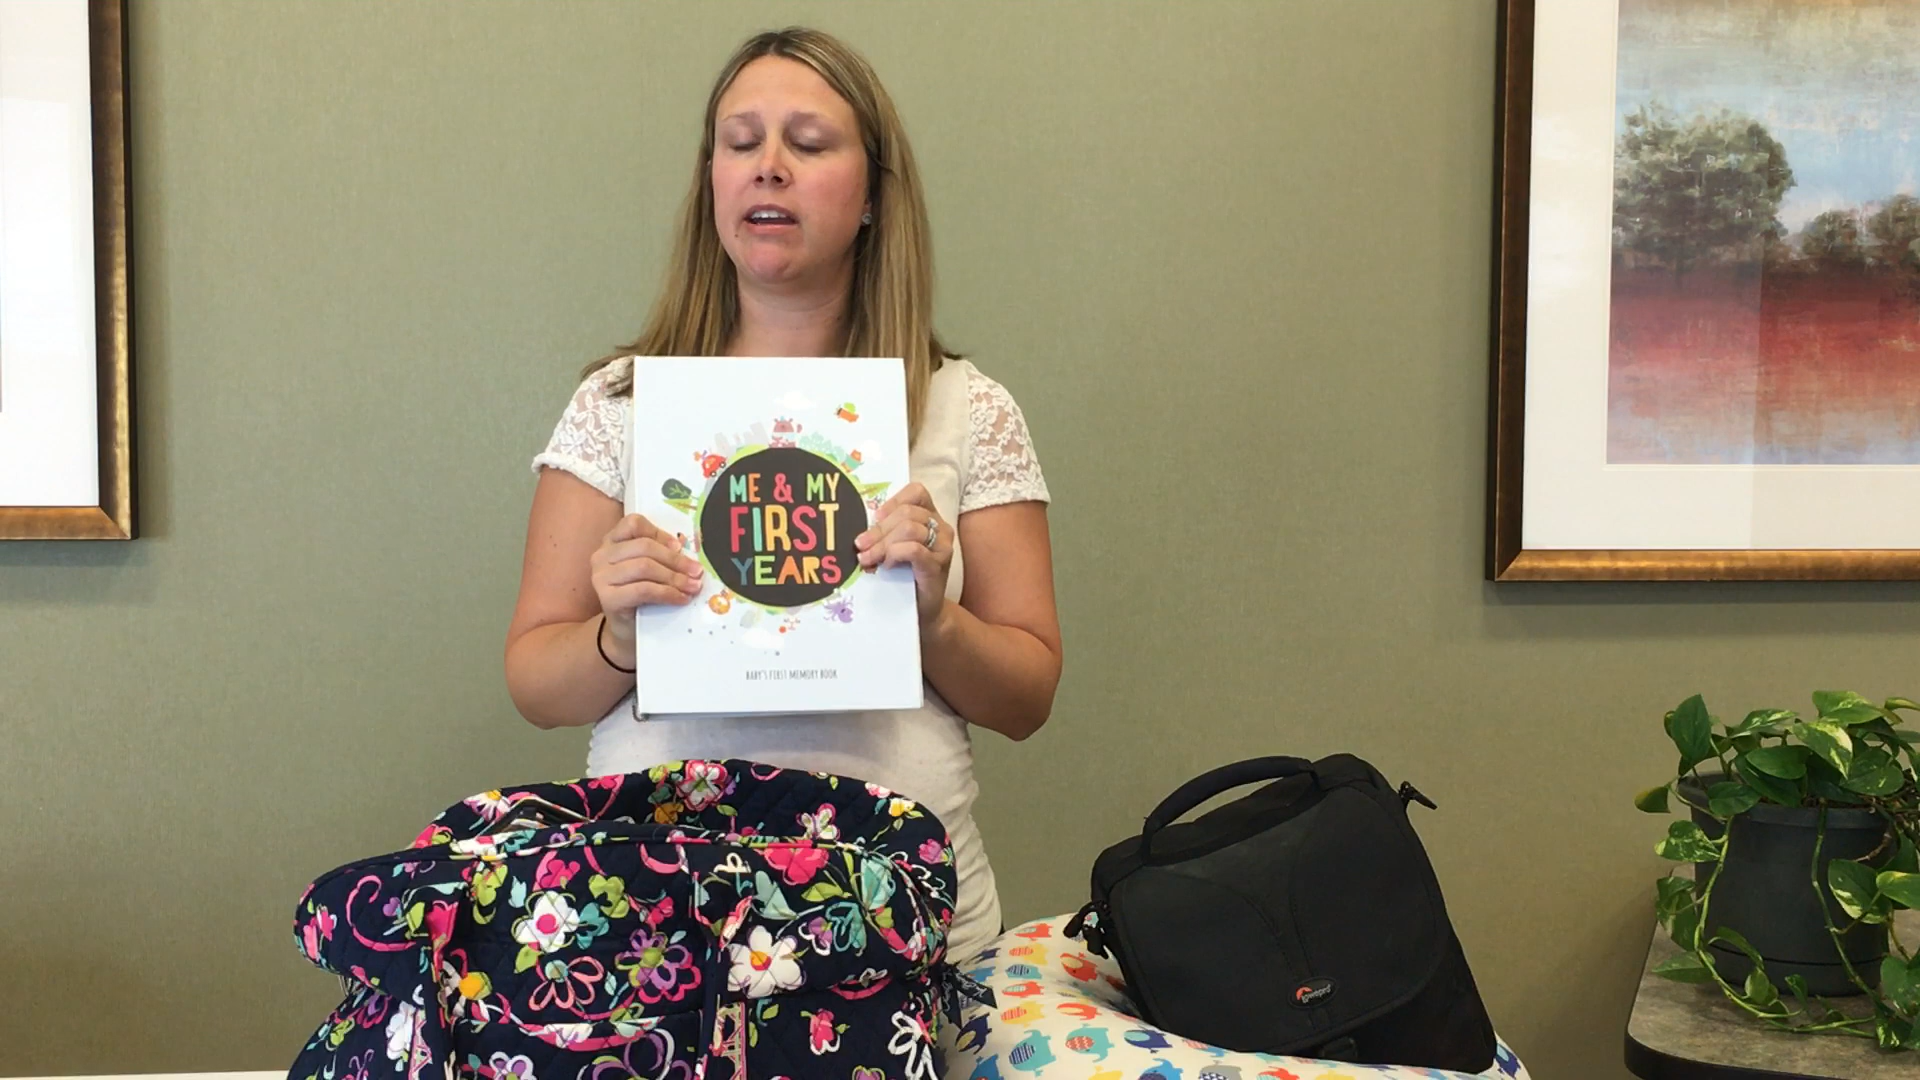 ME & MY
FIRST
YEARS
BABY'S FIRST MEMORY BOOK
lowepro